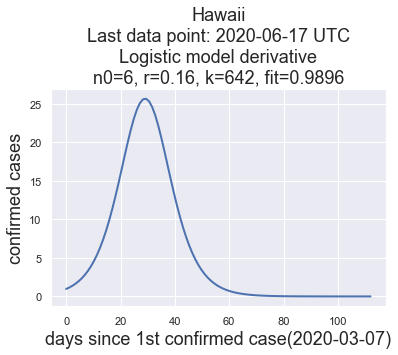 Hawaii
Last data point: 2020-06-17 UTC
Logistic model derivative
n0=6, r=0.16, k=642, fit=0.9896
confirmed cases
25
20
15
10
5
0
0 20 40 60 80 100
days since 1st confirmed case(2020-03-07)